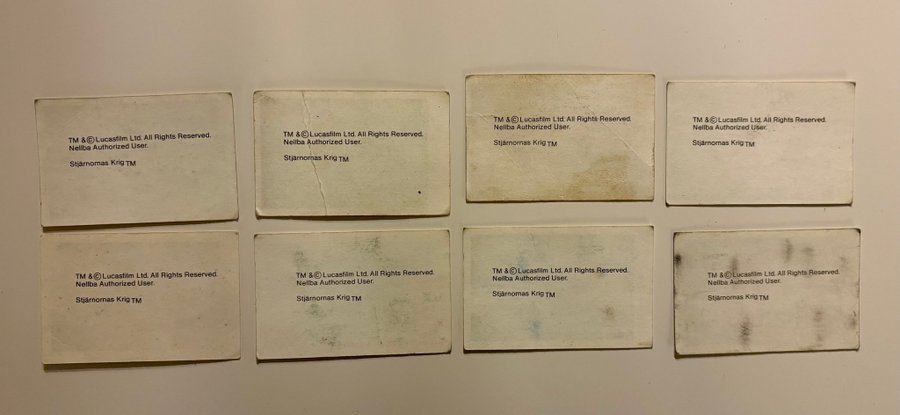 TM & ©Lucasfilm Ltd. All Rights Reserved.
Nellba Authorized User.
Stjärnornas Krig TM
TM & ©Lucasfilm Ltd. All Rights Reserved.
Nellba Authorized User.
Stjärnornas Krig TM
TM & ©Lucasfilm Ltd. All Rights Reserved.
Nellba Authorized User.
Stjärnornas Krig TM
TM & ©Lucasfilm Ltd. All Rights Reserved.
Nellba Authorized User.
Stjärnornas Krig TM
TM & ©Lucasfilm Ltd. All Rights Reserved.
Nellba Authorized User.
Stjärnornas Krig TM
TM & ©Lucasfilm Ltd. All Rights Reserved.
Nellba Authorized User.
Stjärnornas Krig TM
TM & ©Lucasfilm Ltd. All Rights Reserved.
Nellba Authorized User.
Stjärnornas Krig TM
TM & ©Lucasfilm Ltd. All Rights Reserved.
Nellba Authorized User.
Stjärnornas Krig TM